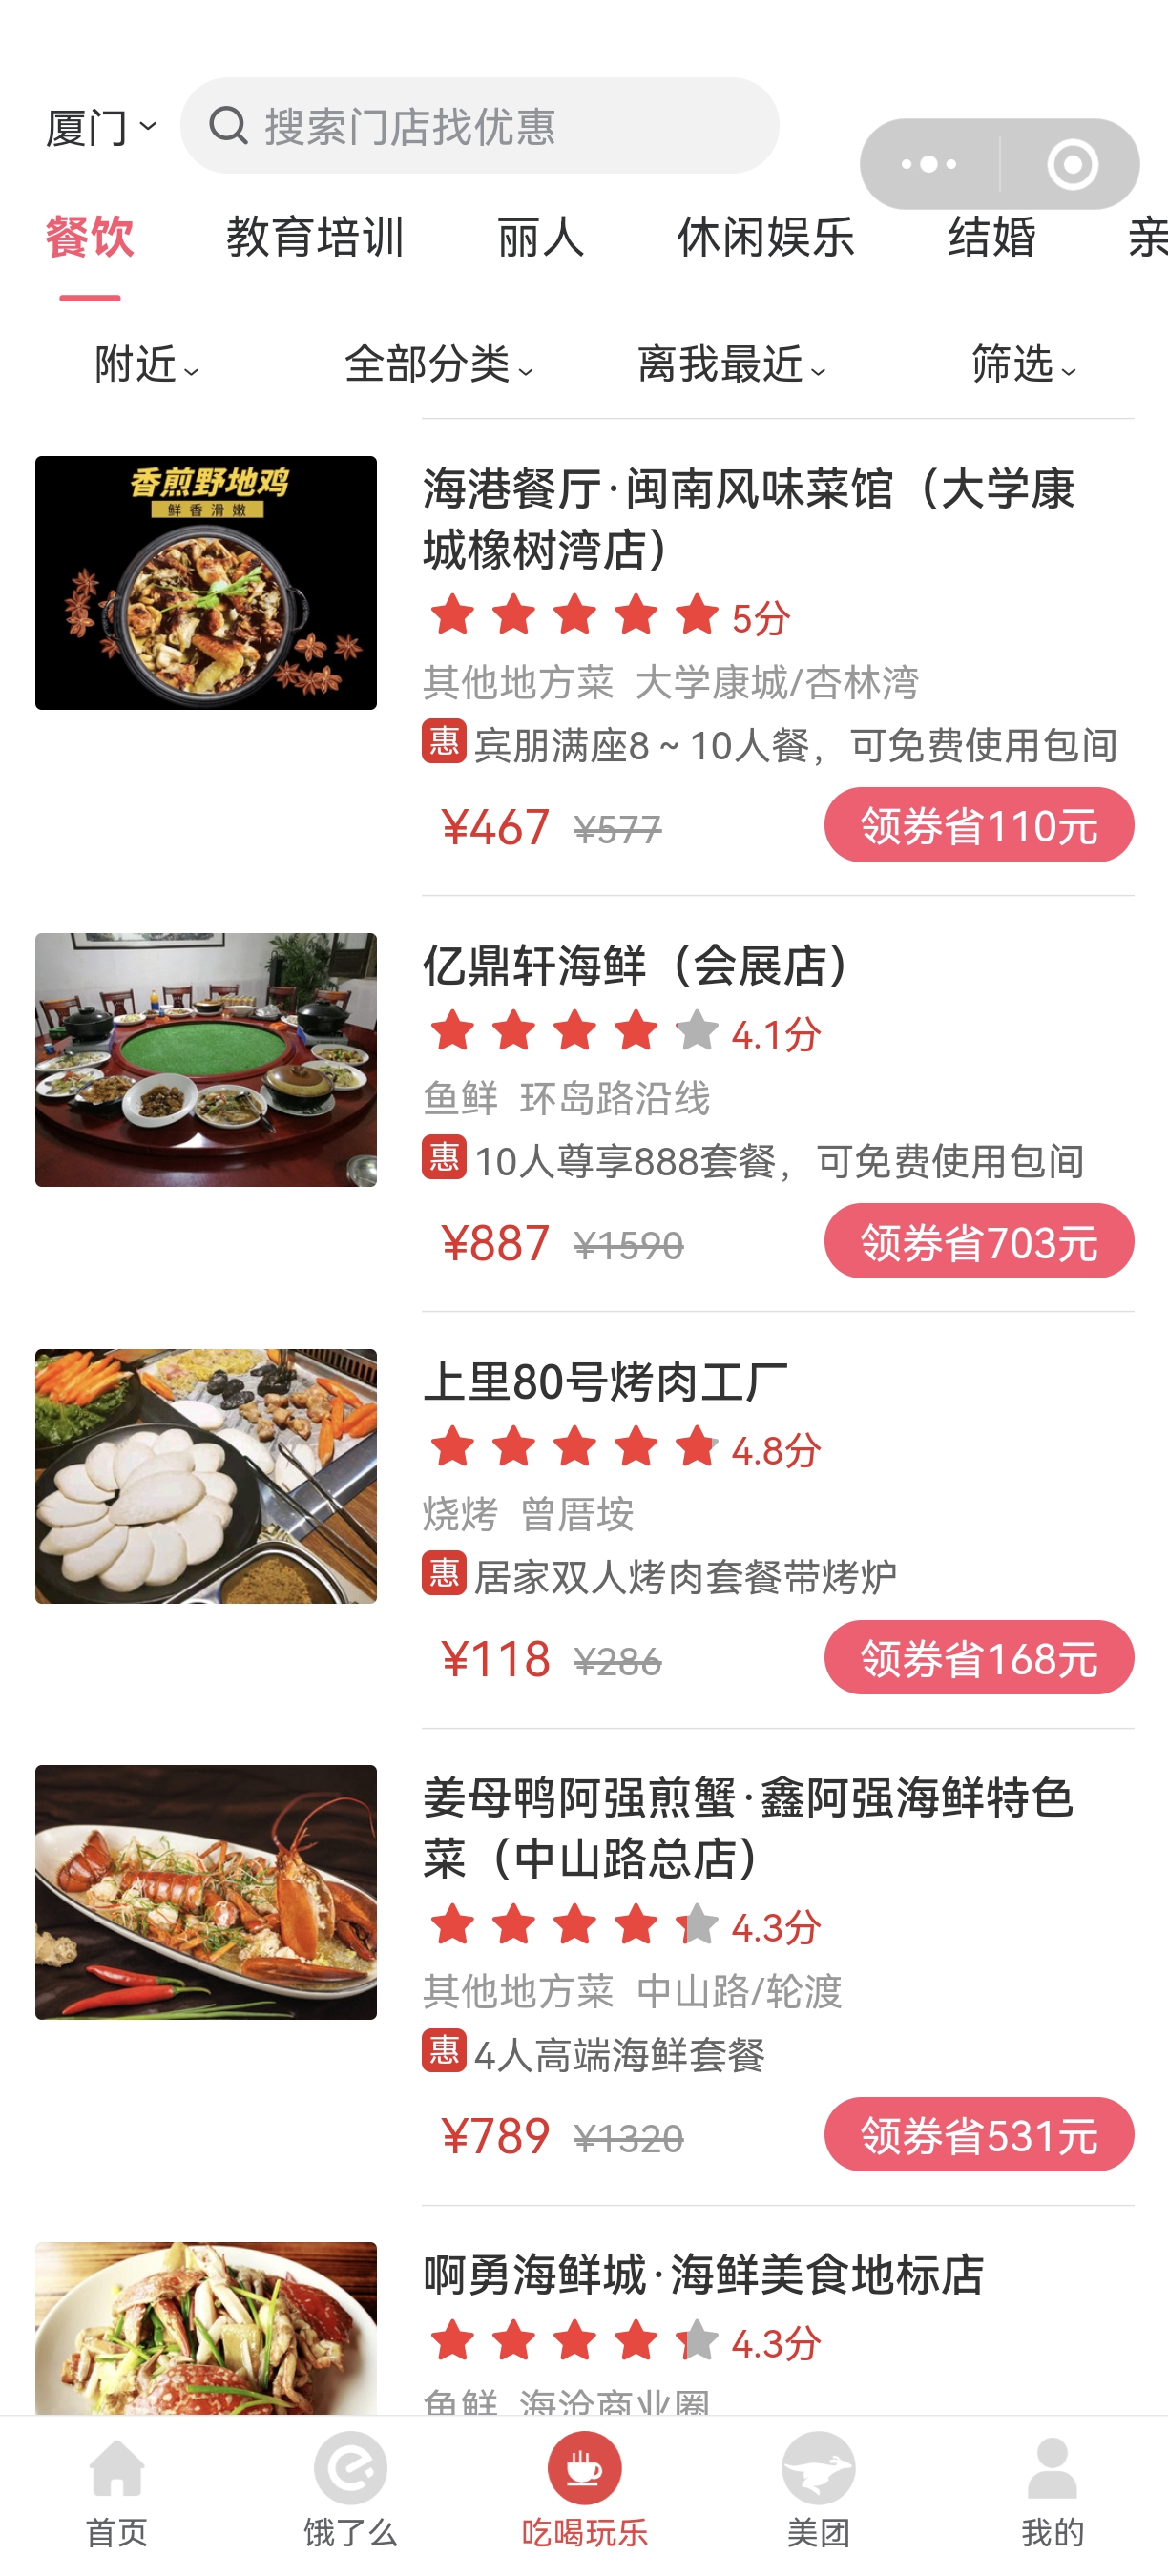 厦门
搜索门店找优惠
餐饮 教育培训 丽人 休闲娱乐 结婚 亲
附近 全部分类 离我最近 筛选
香煎野地鸡
鲜香滑嫩
海港餐厅·闽南风味菜馆（大学康
城橡树湾店）
5分
其他地方菜 大学康城/杏林湾
惠 宾朋满座8~10人餐，可免费使用包间
¥467 ¥577 领券省110元
亿鼎轩海鲜（会展店）
4.1分
鱼鲜 环岛路沿线
惠 10人尊享888套餐，可免费使用包间
¥887 ¥1590 领券省703元
上里80号烤肉工厂
4.8分
烧烤 曾厝垵
惠 居家双人烤肉套餐带烤炉
¥118 ¥286 领券省168元
姜母鸭阿强煎蟹·鑫阿强海鲜特色
菜（中山路总店）
4.3分
其他地方菜 中山路/轮渡
惠 4人高端海鲜套餐
¥789 ¥1320 领券省531元
啊勇海鲜城·海鲜美食地标店
4.3分
鱼鲜 海沧商业圈
首页 饿了么 吃喝玩乐 美团 我的